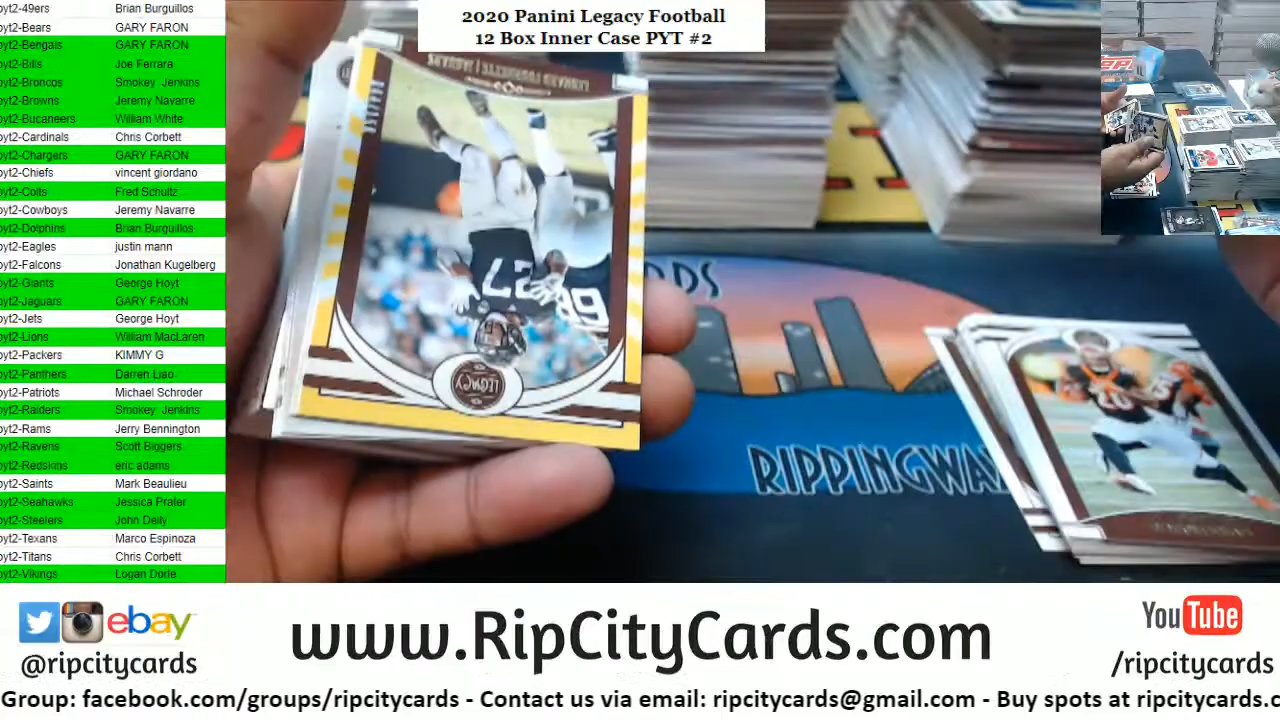 2020 Panini Legacy Football
12 Box Inner Case PYT #2
pyt2-49ers Brian Burguillos
pyt2-Bears GARY FARON
pyt2-Bengals GARY FARON
pyt2-Bills Joe Ferrara
pyt2-Broncos Smokey Jenkins
pyt2-Browns Jeremy Navarre
pyt2-Bucaneers William White
pyt2-Cardinals Chris Corbett
pyt2-Chargers GARY FARON
pyt2-Chiefs vincent giordano
pyt2-Colts Fred Schultz
pyt2-Cowboys Jeremy Navarre
pyt2-Dolphins Brian Burguillos
pyt2-Eagles justin mann
pyt2-Falcons Jonathan Kugelberg
pyt2-Giants George Hoyt
pyt2-Jaguars GARY FARON
pyt2-Jets George Hoyt
pyt2-Lions William MacLaren
pyt2-Packers KIMMY G
pyt2-Panthers Darren Liao
pyt2-Patriots Michael Schroder
pyt2-Raiders Smokey Jenkins
pyt2-Rams Jerry Bennington
pyt2-Ravens Scott Biggers
pyt2-Redskins eric adams
pyt2-Saints Mark Beaulieu
pyt2-Seahawks Jessica Prater
pyt2-Steelers John Deily
pyt2-Texans Marco Espinoza
pyt2-Titans Chris Corbett
pyt2-Vikings Logan Dorle
LEONARD FOURNETTE | JAGUARS
27
LEGACY
RDS
RIPPINGWA
ebay
@ripcitycards
www.RipCityCards.com
YouTube
/ripcitycards
Group: facebook.com/groups/ripcitycards - Contact us via email: ripcitycards@gmail.com - Buy spots at ripcitycards.c